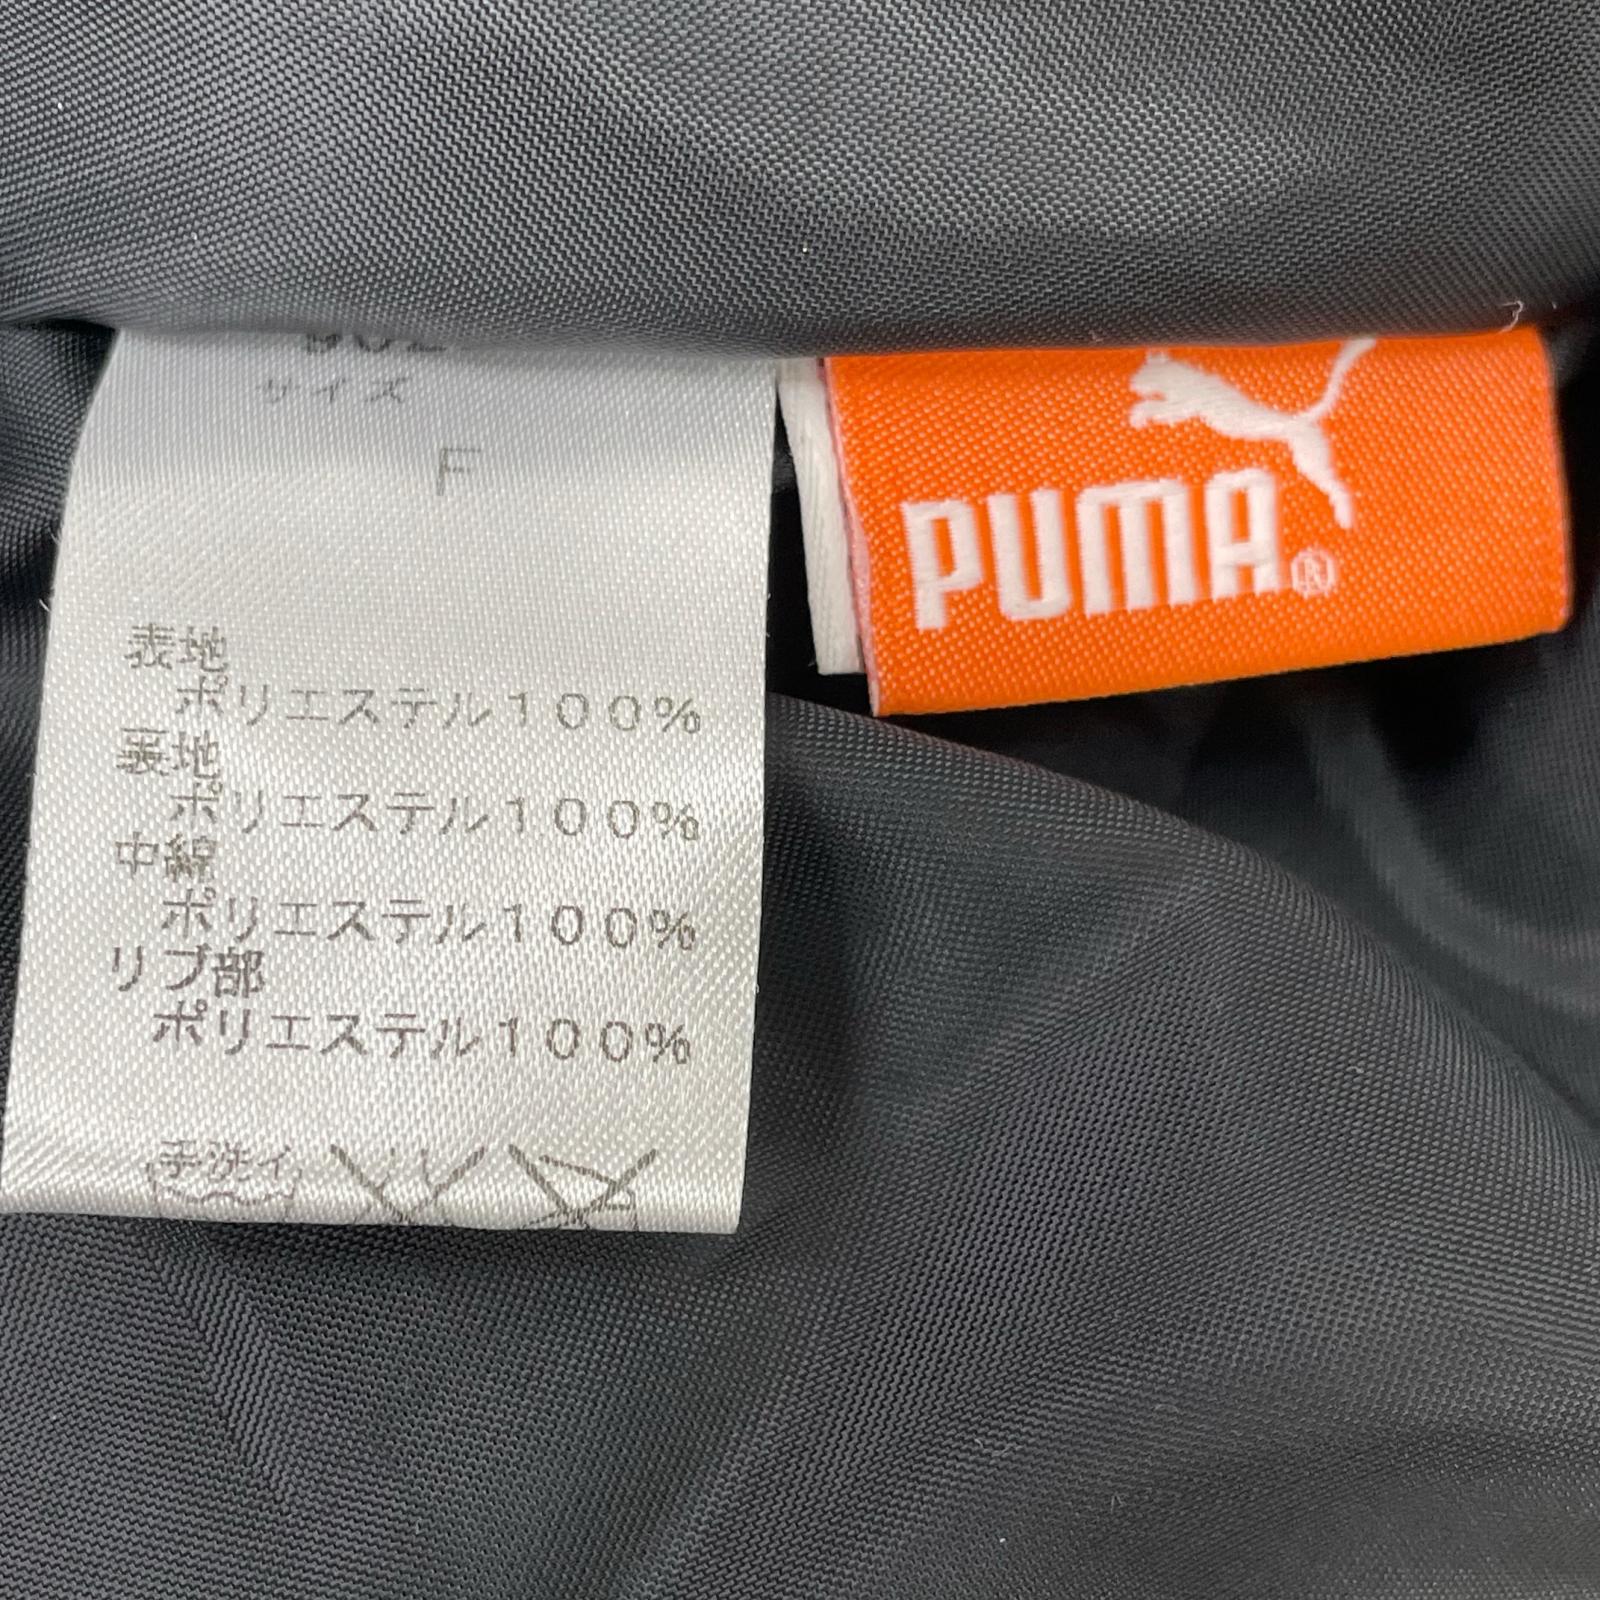 サイズ
F
表地
ポリエステル100%
裏地
ポリエステル100%
中綿
ポリエステル100%
リブ部
ポリエステル100%
手洗イ
PUMA®